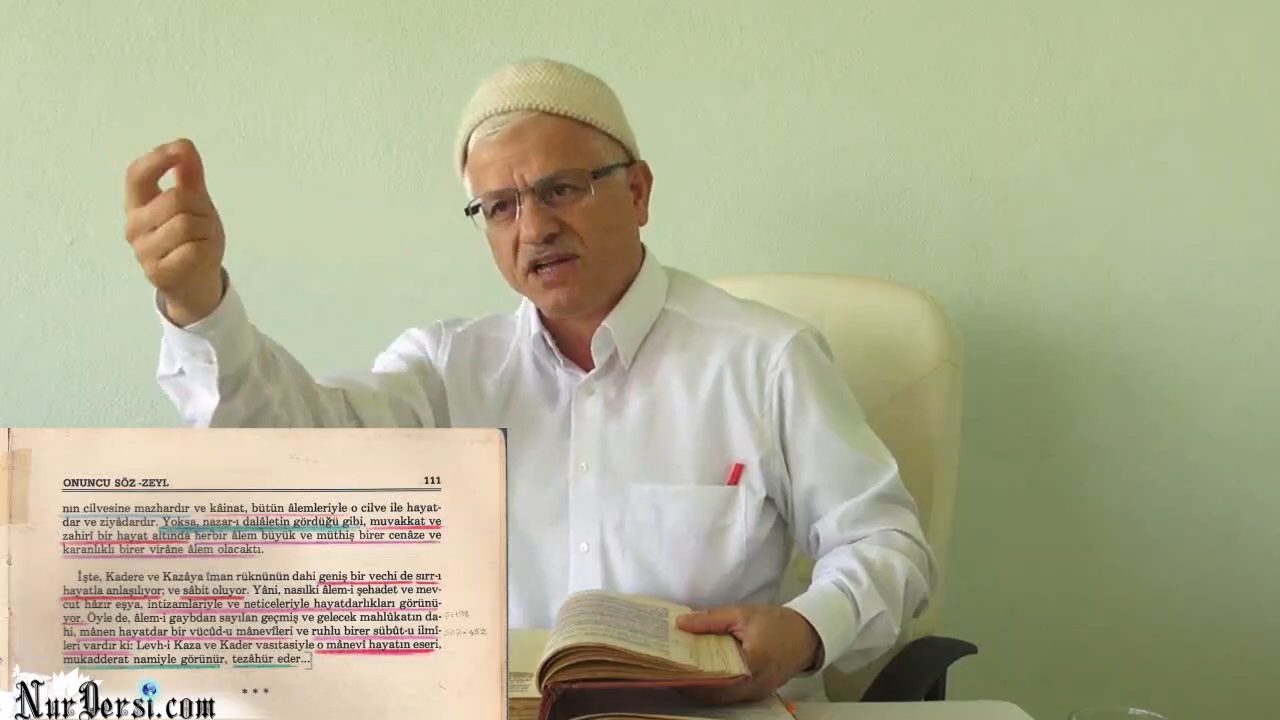 ONUNCU SÖZ -ZEYL 111
nın cilvesine mazhardır ve kâinat, bütün âlemleriyle o cilve ile hayat-
dar ve ziyâdardır. Yoksa, nazar-ı dalâletin gördüğü gibi, muvakkat ve
zahirî bir hayat altında herbir âlem büyük ve müthiş birer cenâze ve
karanlıklı birer virâne âlem olacaktı.
İşte, Kadere ve Kazâya îman rüknünün dahi geniş bir vechi de sırr-ı
hayatla anlaşılıyor; ve sâbit oluyor. Yâni, nasılki âlem-i şehadet ve mev-
cut hâzır eşya, intizamlariyle ve neticeleriyle hayatdarlıkları görünü-
yor. Öyle de, âlem-i gaybdan sayılan geçmiş ve gelecek mahlûkatın da-
hi, mânen hayatdar bir vücûd-u mânevîleri ve ruhlu birer sübût-u ilmî-
leri vardır ki; Levh-i Kaza ve Kader vasıtasiyle o mânevî hayatın eseri,
mukadderat namiyle görünür, tezâhür eder...
* * *
NurDersi.com